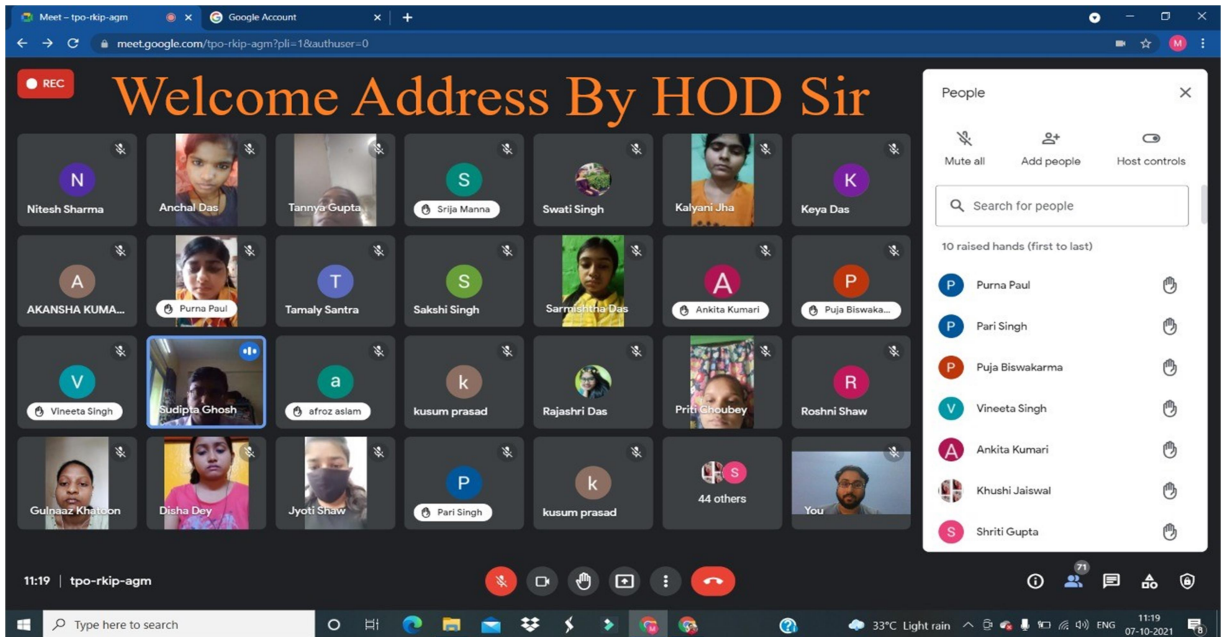 Meet – tpo-rkip-agm
Google Account
meet.google.com/tpo-rkip-agm?pli=1&authuser=0
M
REC
Welcome Address By HOD Sir
N
Nitesh Sharma
Anchal Das
Tannya Gupta
S
Srija Manna
Swati Singh
Kalyani Jha
K
Keya Das
A
AKANSHA KUMA...
Purna Paul
T
Tamaly Santra
S
Sakshi Singh
Sarmishtha Das
A
Ankita Kumari
P
Puja Biswaka...
V
Vineeta Singh
Sudipta Ghosh
a
afroz aslam
k
kusum prasad
Rajashri Das
Priti Choubey
R
Roshni Shaw
Gulnaaz Khatoon
Disha Dey
Jyoti Shaw
P
Pari Singh
k
kusum prasad
S
44 others
You
People
Mute all Add people Host controls
Search for people
10 raised hands (first to last)
P Purna Paul
P Pari Singh
P Puja Biswakarma
V Vineeta Singh
A Ankita Kumari
Khushi Jaiswal
S Shriti Gupta
11:19 | tpo-rkip-agm
71
Type here to search
33°C Light rain
ENG
11:19
07-10-2021
8